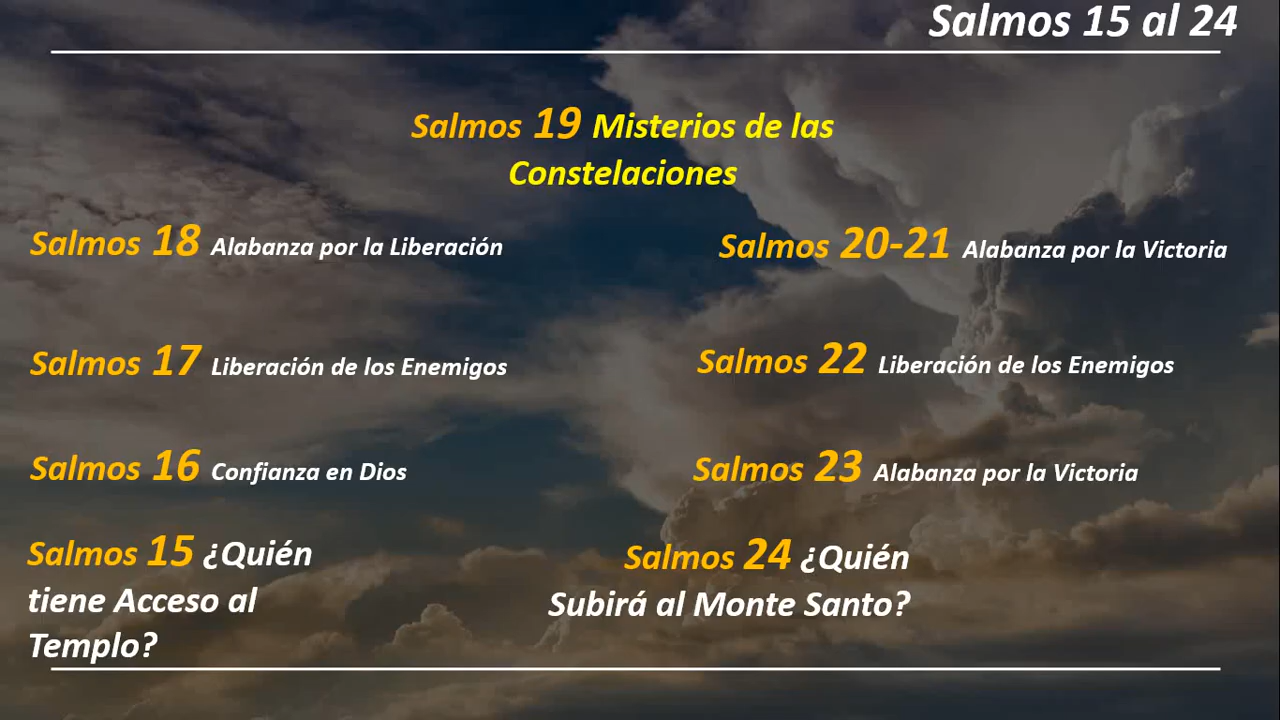 Salmos 15 al 24
Salmos 19 Misterios de las
Constelaciones
Salmos 18 Alabanza por la Liberación
Salmos 20-21 Alabanza por la Victoria
Salmos 17 Liberación de los Enemigos
Salmos 22 Liberación de los Enemigos
Salmos 16 Confianza en Dios
Salmos 23 Alabanza por la Victoria
Salmos 15 ¿Quién
tiene Acceso al
Templo?
Salmos 24 ¿Quién
Subirá al Monte Santo?